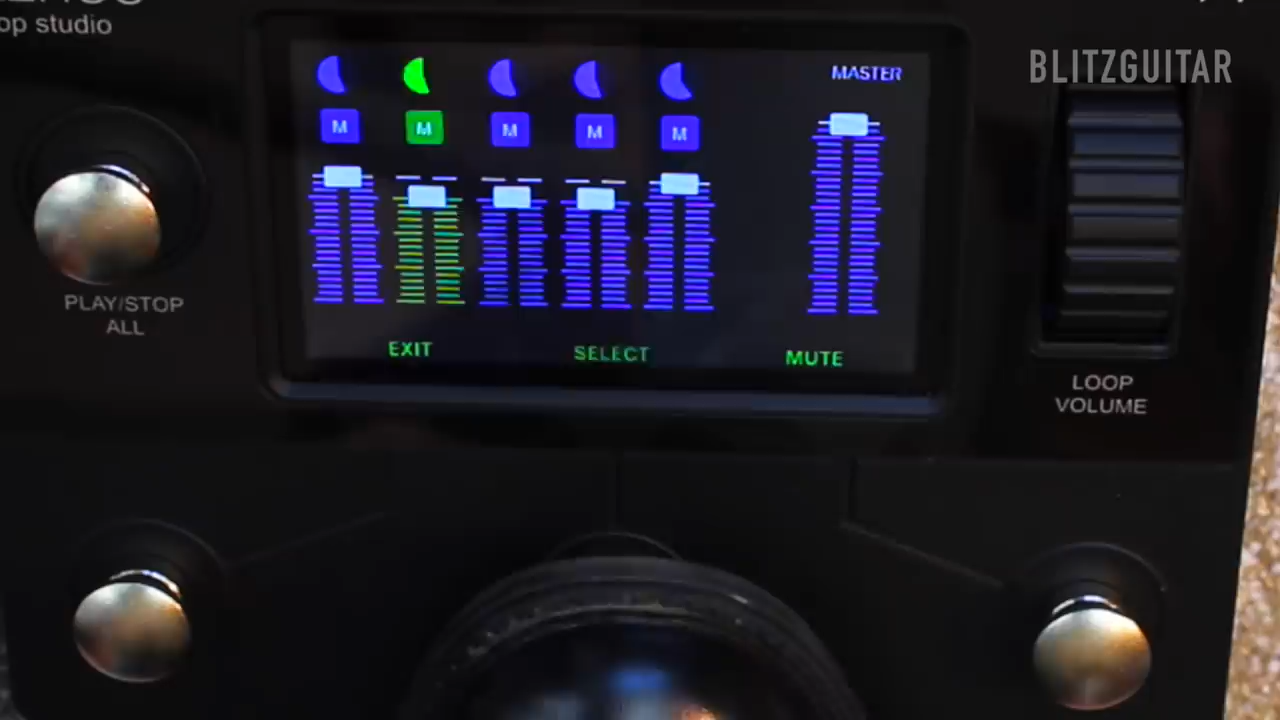 op studio
BLITZGUITAR
MASTER
M M M M M
PLAY/STOP
ALL
EXIT SELECT MUTE
LOOP
VOLUME